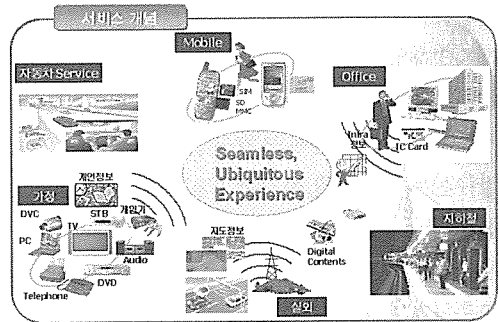 서비스 개념
Mobile
자동차 Service
Office
SIM
SD
MMC
Infra
정보
IC Card
Seamless,
Ubiquitous
Experience
개인정보
가정
DVC
STB
게임기
TV
PC
Audio
DVD
Telephone
지도정보
Digital
Contents
실외
지하철